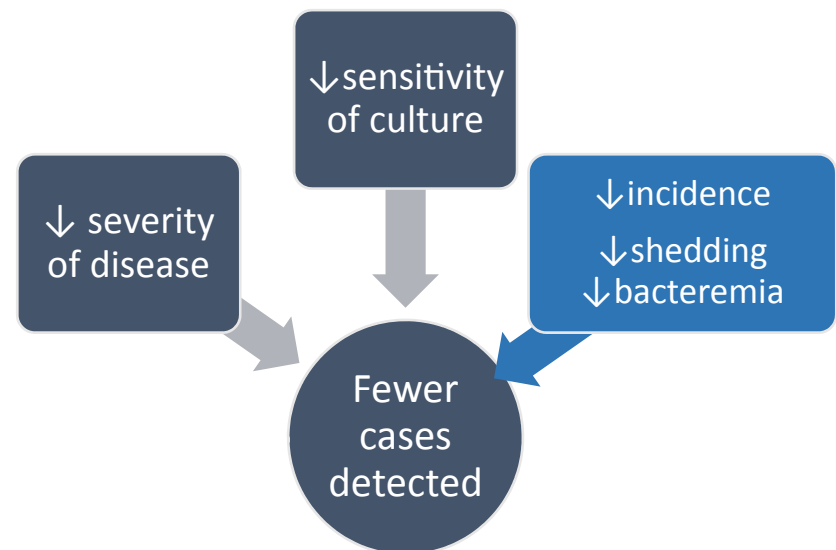 ↓ severity
of disease
↓sensitivity
of culture
↓incidence
↓shedding
↓bacteremia
Fewer
cases
detected